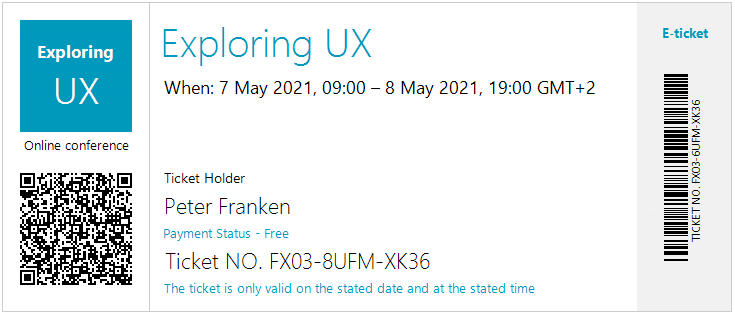 Exploring
UX
Online conference
Exploring UX
When: 7 May 2021, 09:00 – 8 May 2021, 19:00 GMT+2
Ticket Holder
Peter Franken
Payment Status - Free
Ticket NO. FX03-8UFM-XK36
The ticket is only valid on the stated date and at the stated time
E-ticket
TICKET NO. FX03-6UFM-XK36